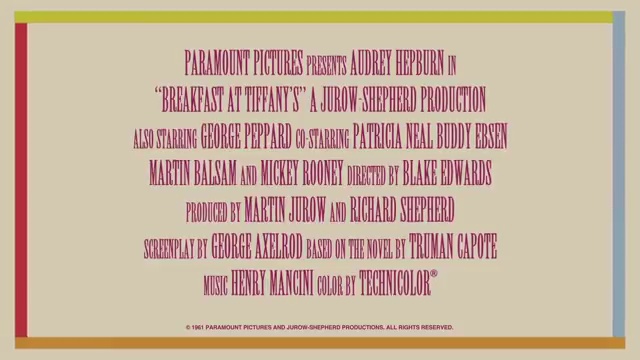 PARAMOUNT PICTURES PRESENTS AUDREY HEPBURN IN
“BREAKFAST AT TIFFANY’S” A JUROW-SHEPHERD PRODUCTION
ALSO STARRING GEORGE PEPPARD CO-STARRING PATRICIA NEAL BUDDY EBSEN
MARTIN BALSAM AND MICKEY ROONEY DIRECTED BY BLAKE EDWARDS
PRODUCED BY MARTIN JUROW AND RICHARD SHEPHERD
SCREENPLAY BY GEORGE AXELROD BASED ON THE NOVEL BY TRUMAN CAPOTE
MUSIC HENRY MANCINI COLOR BY TECHNICOLOR®
© 1961 PARAMOUNT PICTURES AND JUROW-SHEPHERD PRODUCTIONS. ALL RIGHTS RESERVED.